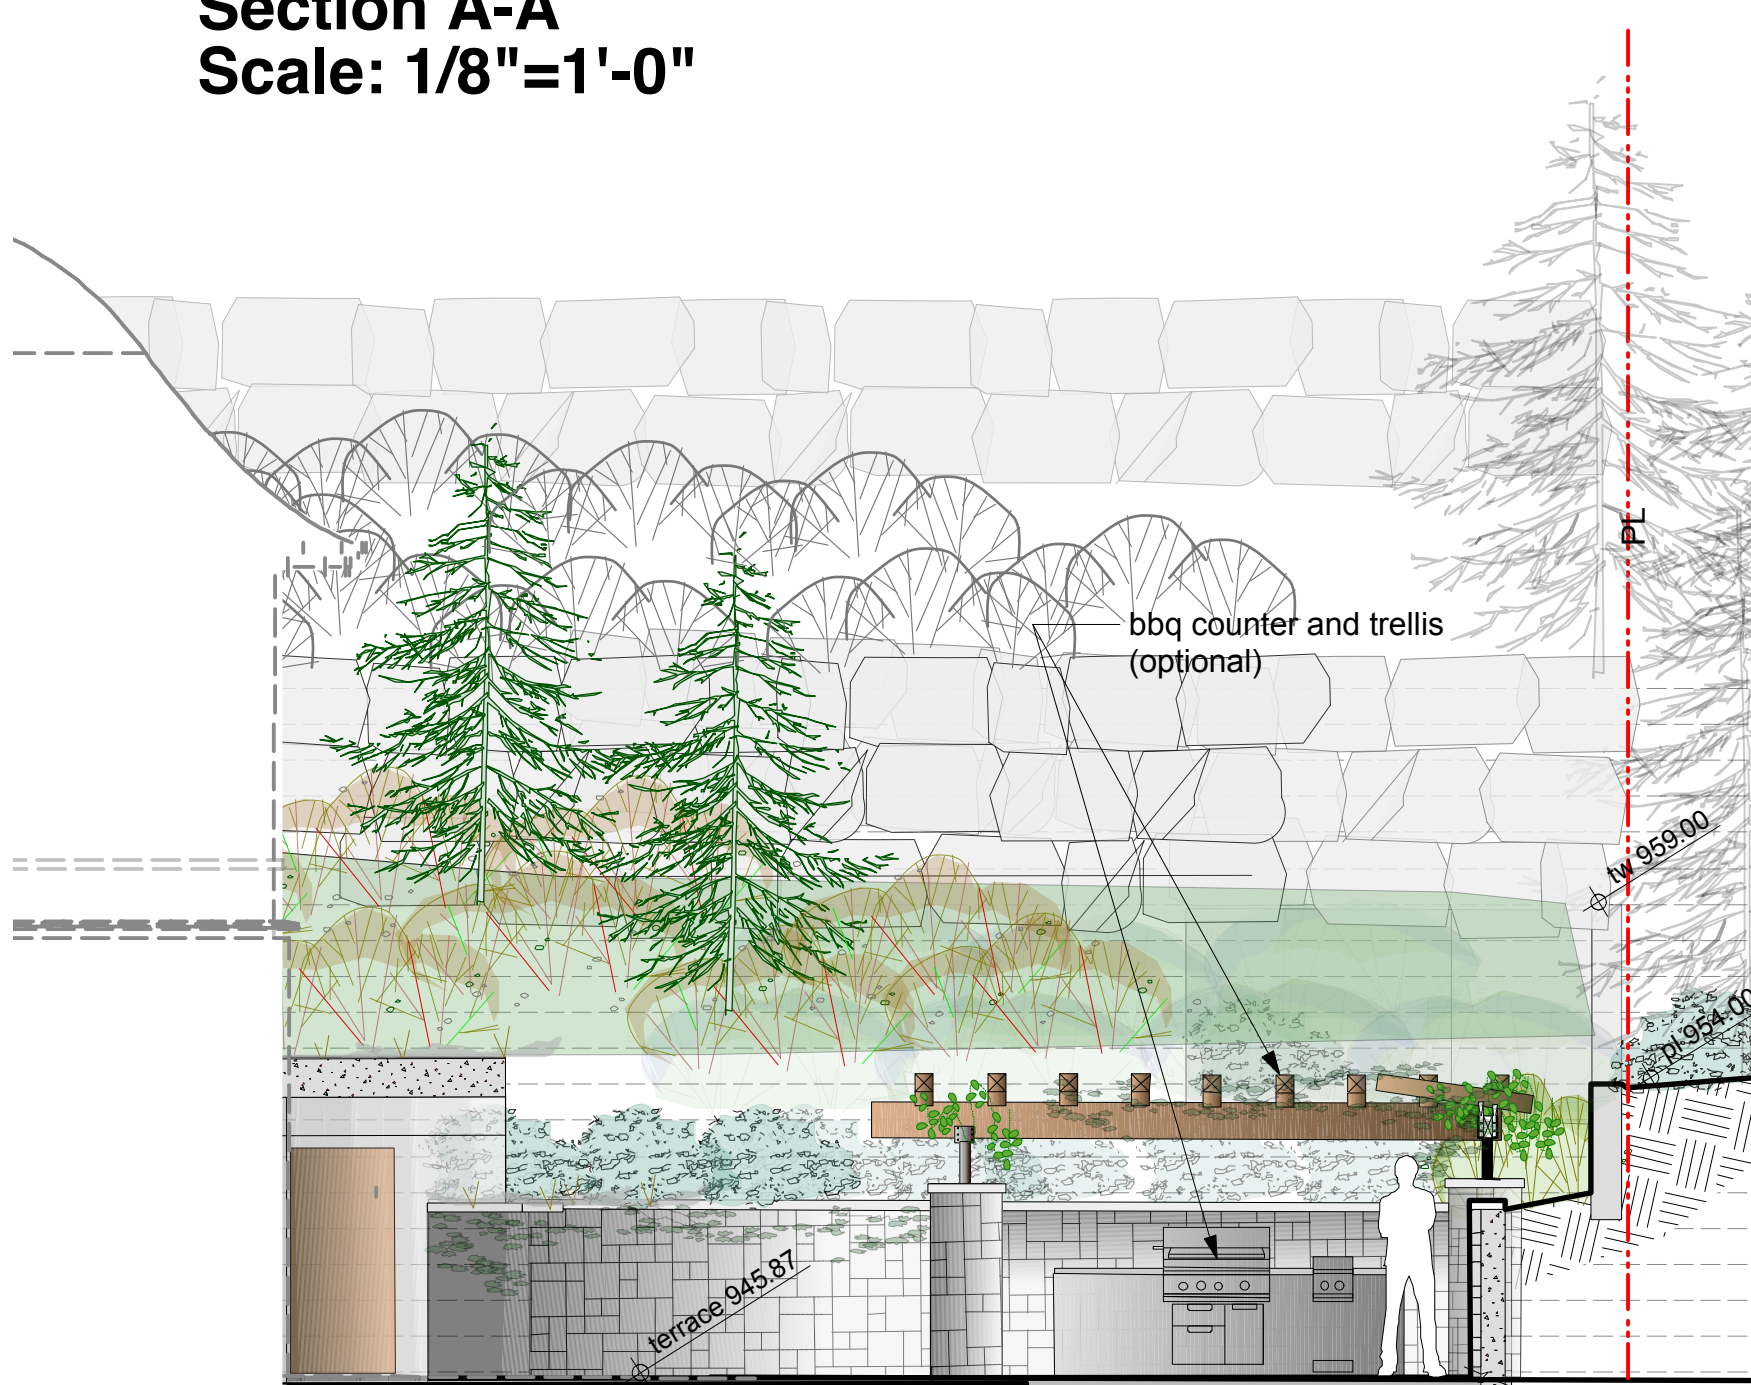 Section A-A
Scale: 1/8"=1'-0"
PL
bbq counter and trellis
(optional)
tw 959.00
pl 954.00
terrace 945.87